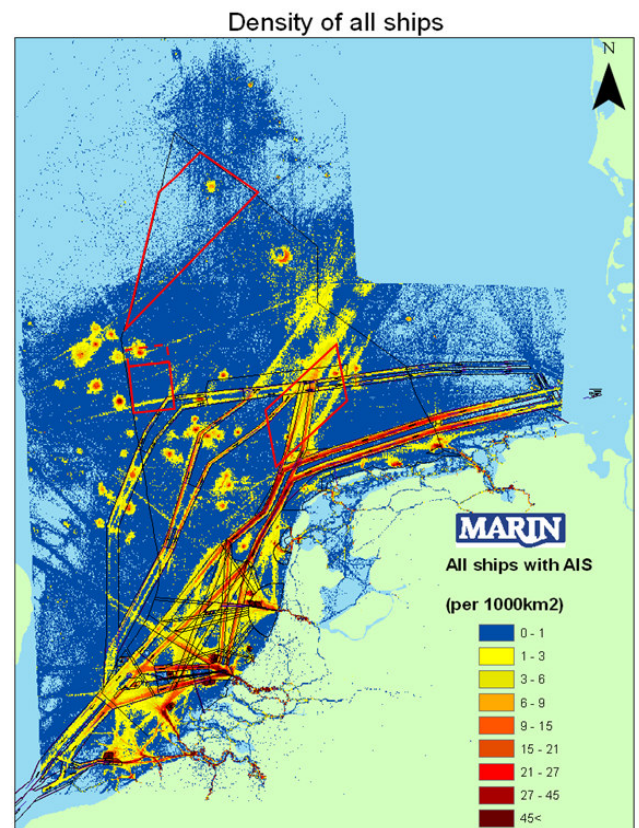 Density of all ships
N
MARIN
All ships with AIS
(per 1000km2)
0 - 1
1 - 3
3 - 6
6 - 9
9 - 15
15 - 21
21 - 27
27 - 45
45<